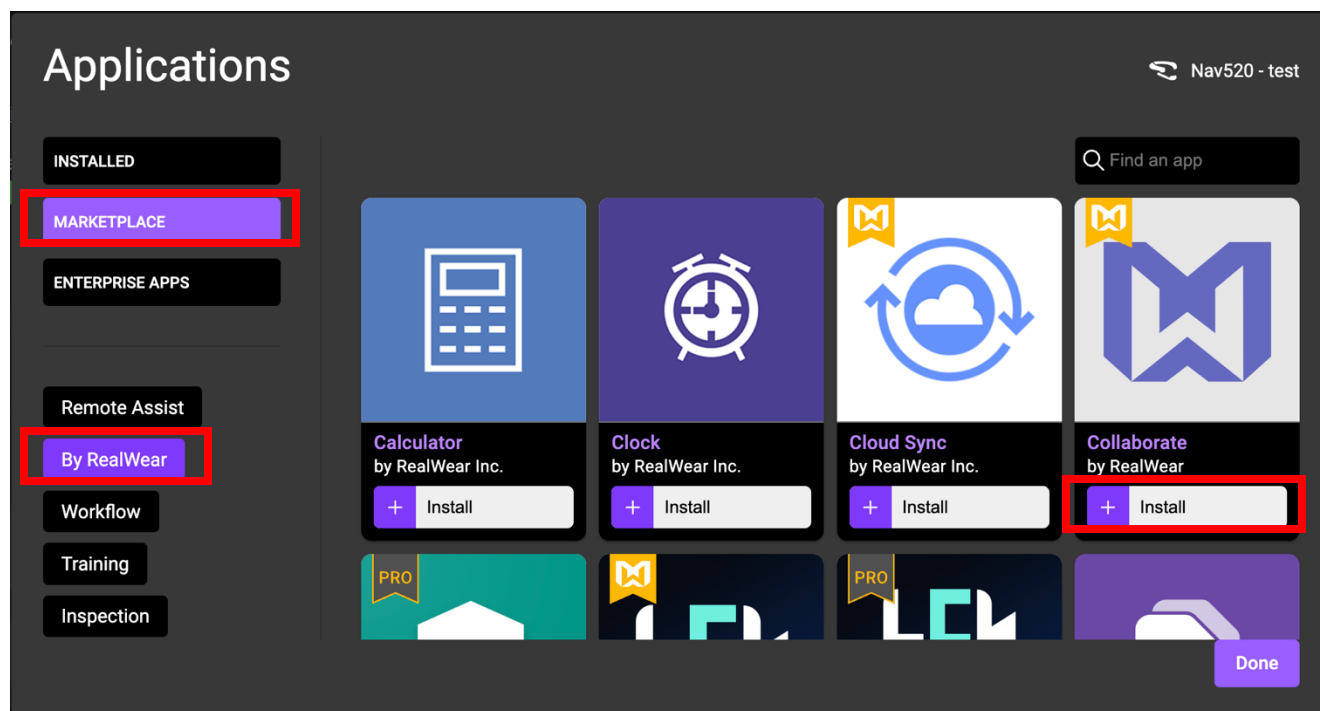 Applications
Nav520 - test
INSTALLED
MARKETPLACE
ENTERPRISE APPS
Remote Assist
By RealWear
Workflow
Training
Inspection
Find an app
Calculator
by RealWear Inc.
+ Install
Clock
by RealWear Inc.
+ Install
Cloud Sync
by RealWear Inc.
+ Install
Collaborate
by RealWear
+ Install
PRO
PRO
Done